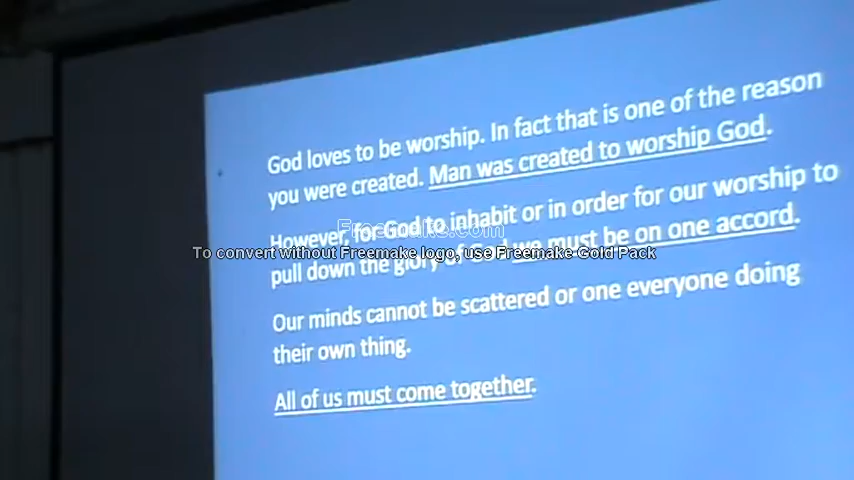 God loves to be worship. In fact that is one of the reason
you were created. Man was created to worship God.
However, for God to inhabit or in order for our worship to
Freemake.com
pull down the glory of God we must be on one accord.
To convert without Freemake logo, use Freemake Gold Pack
Our minds cannot be scattered or one everyone doing
their own thing.
All of us must come together.